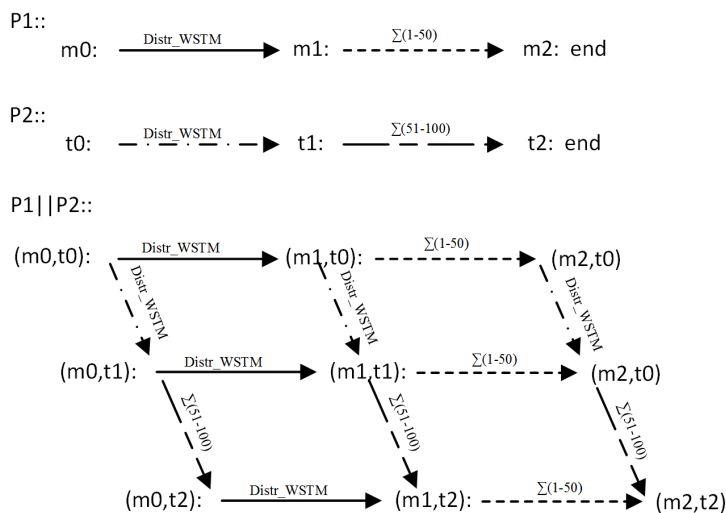 P1::
m0: Distr_WSTM m1: ∑(1-50) m2: end
P2::
t0: Distr_WSTM t1: ∑(51-100) t2: end
P1||P2::
(m0,t0): Distr_WSTM (m1,t0): ∑(1-50) (m2,t0)
Distr_WSTM Distr_WSTM Distr_WSTM
(m0,t1): Distr_WSTM (m1,t1): ∑(1-50) (m2,t0)
∑(51-100) ∑(51-100) ∑(51-100)
(m0,t2): Distr_WSTM (m1,t2): ∑(1-50) (m2,t2)